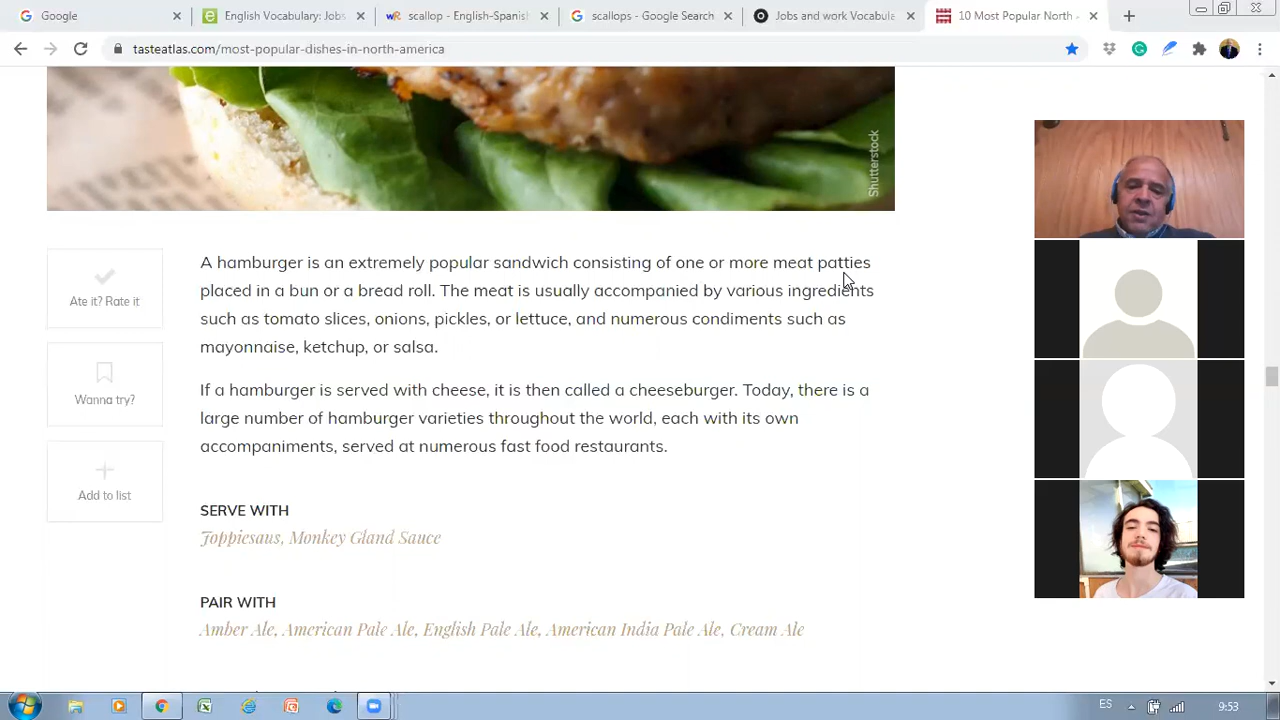 Google
English Vocabulary: Jobs
scallop - English-Spanish
scallops - Google Search
Jobs and work Vocabula
10 Most Popular North
tasteatlas.com/most-popular-dishes-in-north-america
Shutterstock
Ate it? Rate it
Wanna try?
Add to list
A hamburger is an extremely popular sandwich consisting of one or more meat patties
placed in a bun or a bread roll. The meat is usually accompanied by various ingredients
such as tomato slices, onions, pickles, or lettuce, and numerous condiments such as
mayonnaise, ketchup, or salsa.
If a hamburger is served with cheese, it is then called a cheeseburger. Today, there is a
large number of hamburger varieties throughout the world, each with its own
accompaniments, served at numerous fast food restaurants.
SERVE WITH
Joppiesaus, Monkey Gland Sauce
PAIR WITH
Amber Ale, American Pale Ale, English Pale Ale, American India Pale Ale, Cream Ale
ES
9:53